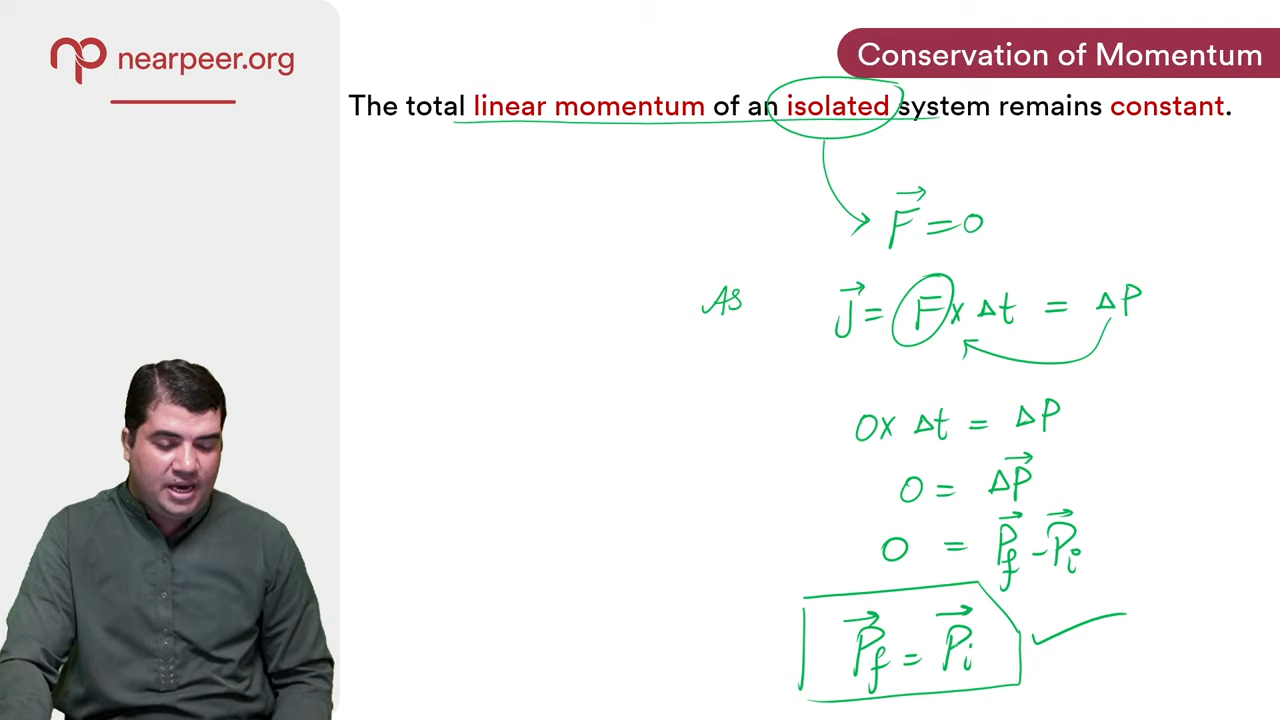 nearpeer.org
Conservation of Momentum
The total linear momentum of an isolated system remains constant.
F⃗ = 0
As J⃗ = F x Δt = ΔP
0x Δt = ΔP
0 = ΔP⃗
0 = P⃗f - P⃗i
P⃗f = P⃗i